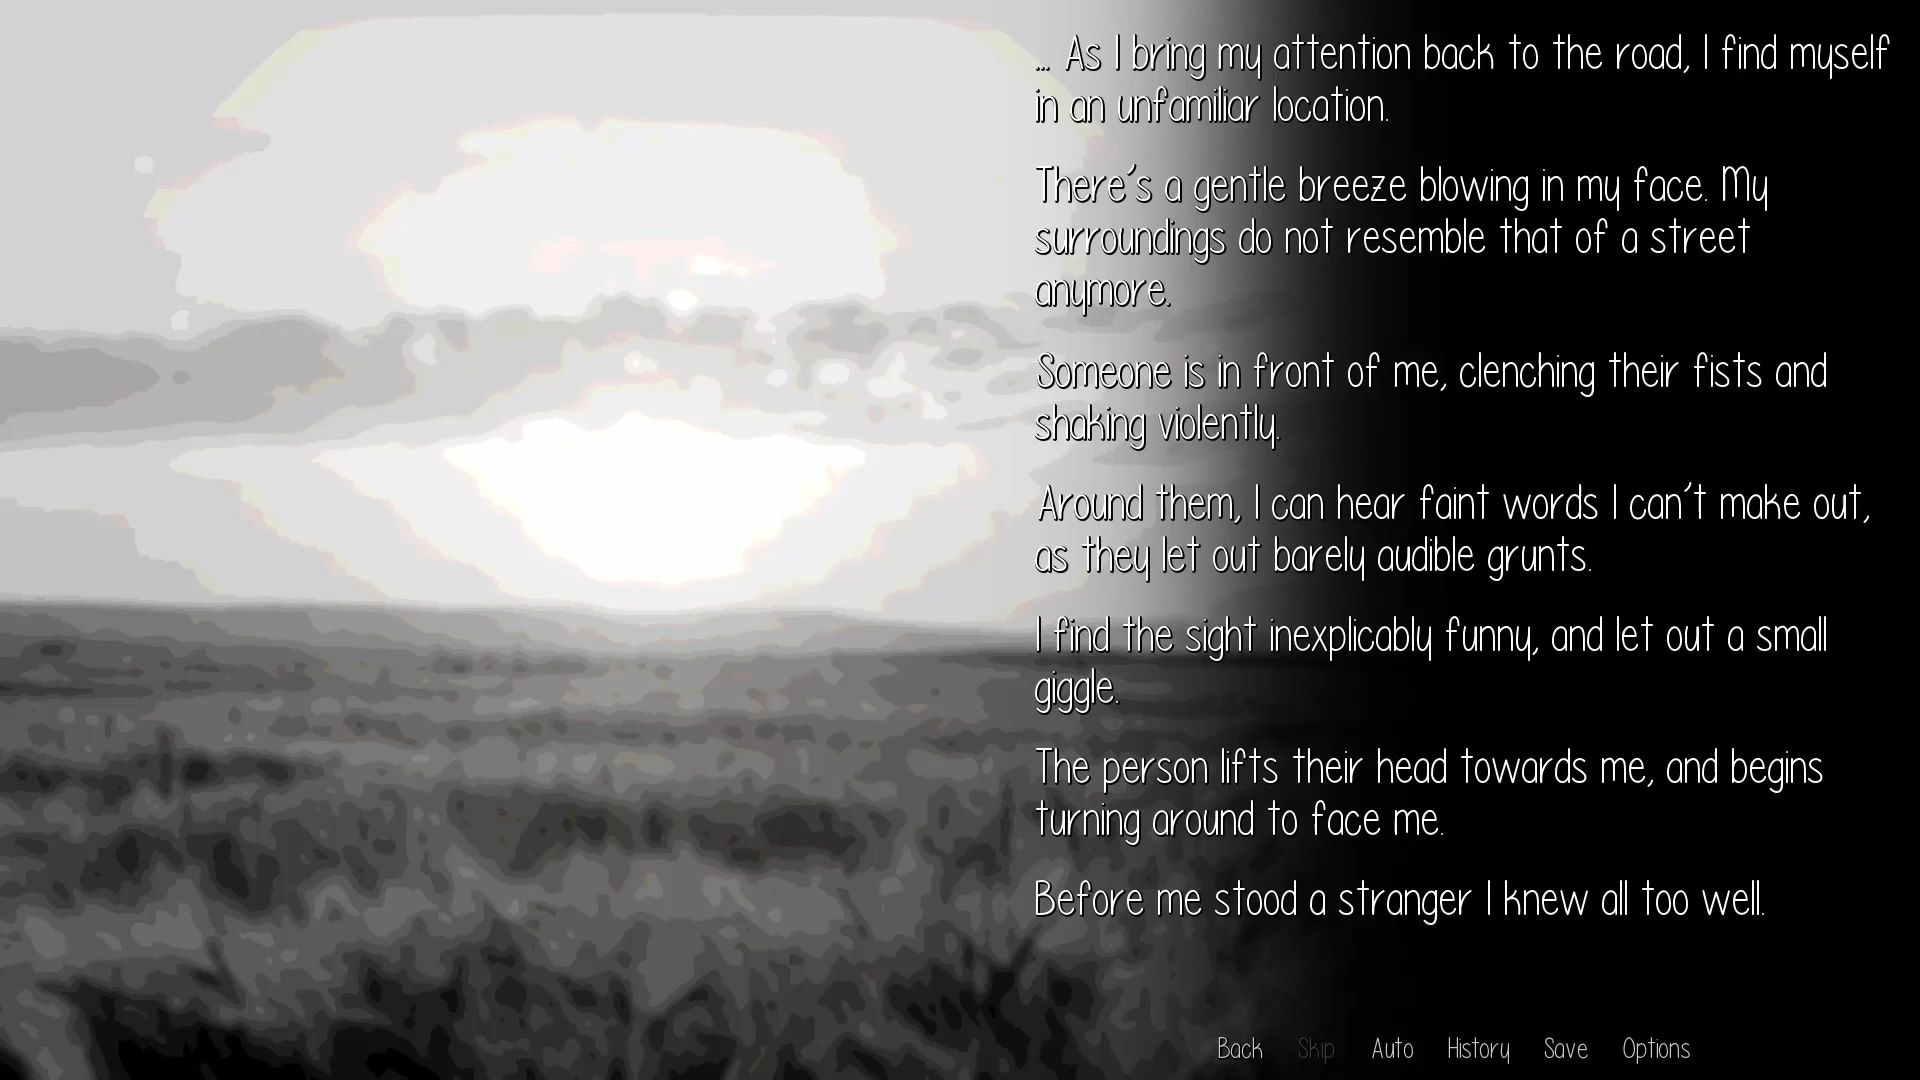 ... As I bring my attention back to the road, I find myself
in an unfamiliar location.
There's a gentle breeze blowing in my face. My
surroundings do not resemble that of a street
anymore.
Someone is in front of me, clenching their fists and
shaking violently.
Around them, I can hear faint words I can't make out,
as they let out barely audible grunts.
I find the sight inexplicably funny, and let out a small
giggle.
The person lifts their head towards me, and begins
turning around to face me.
Before me stood a stranger I knew all too well.
Back Skip Auto History Save Options